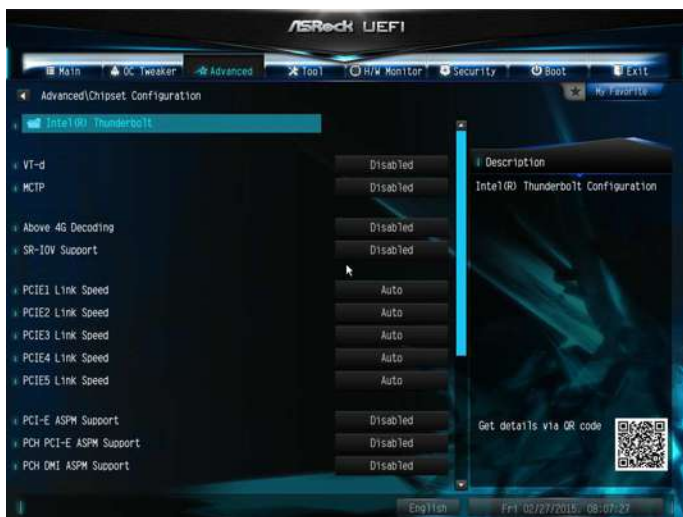 ASRock UEFI
Main OC Tweaker Advanced Tool H/W Monitor Security Boot Exit
Advanced\Chipset Configuration
My Favorite
Intel(R) Thunderbolt
VT-d Disabled
MCTP Disabled
Above 4G Decoding Disabled
SR-IOV Support Disabled
PCIE1 Link Speed Auto
PCIE2 Link Speed Auto
PCIE3 Link Speed Auto
PCIE4 Link Speed Auto
PCIE5 Link Speed Auto
PCI-E ASPM Support Disabled
PCH PCI-E ASPM Support Disabled
PCH DMI ASPM Support Disabled
Description
Intel(R) Thunderbolt Configuration
Get details via QR code
English
Fri 02/27/2015, 08:07:27